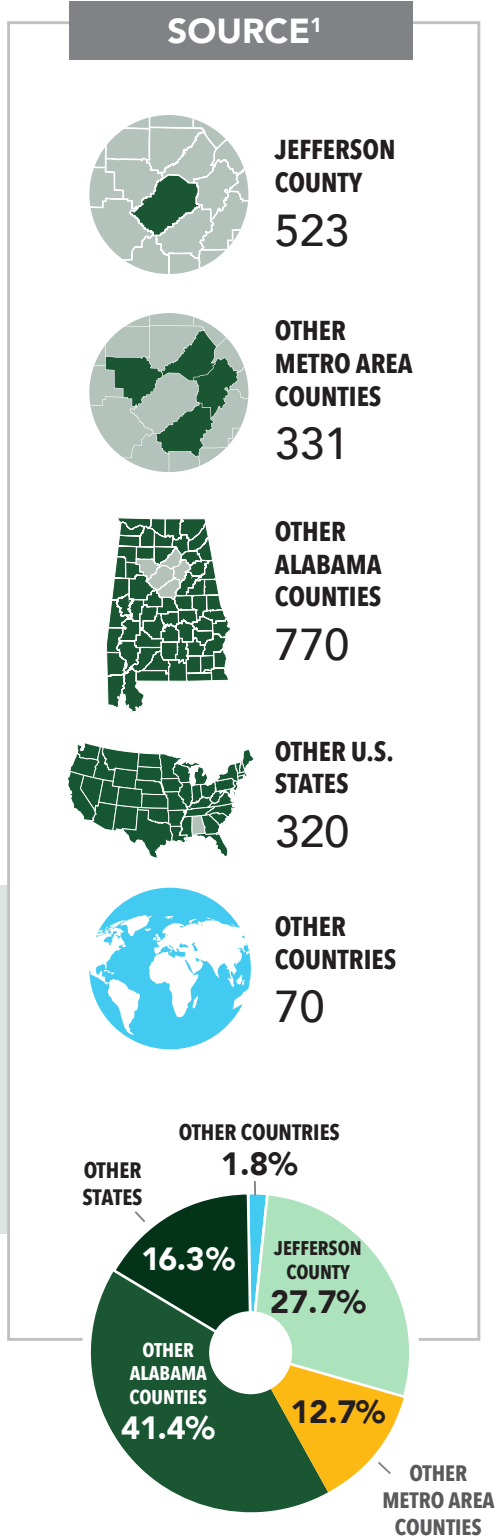 SOURCE¹
JEFFERSON
COUNTY
523
OTHER
METRO AREA
COUNTIES
331
OTHER
ALABAMA
COUNTIES
770
OTHER U.S.
STATES
320
OTHER
COUNTRIES
70
OTHER COUNTRIES
1.8%
OTHER
STATES
16.3%
JEFFERSON
COUNTY
27.7%
OTHER
ALABAMA
COUNTIES
41.4%
12.7%
OTHER
METRO AREA
COUNTIES